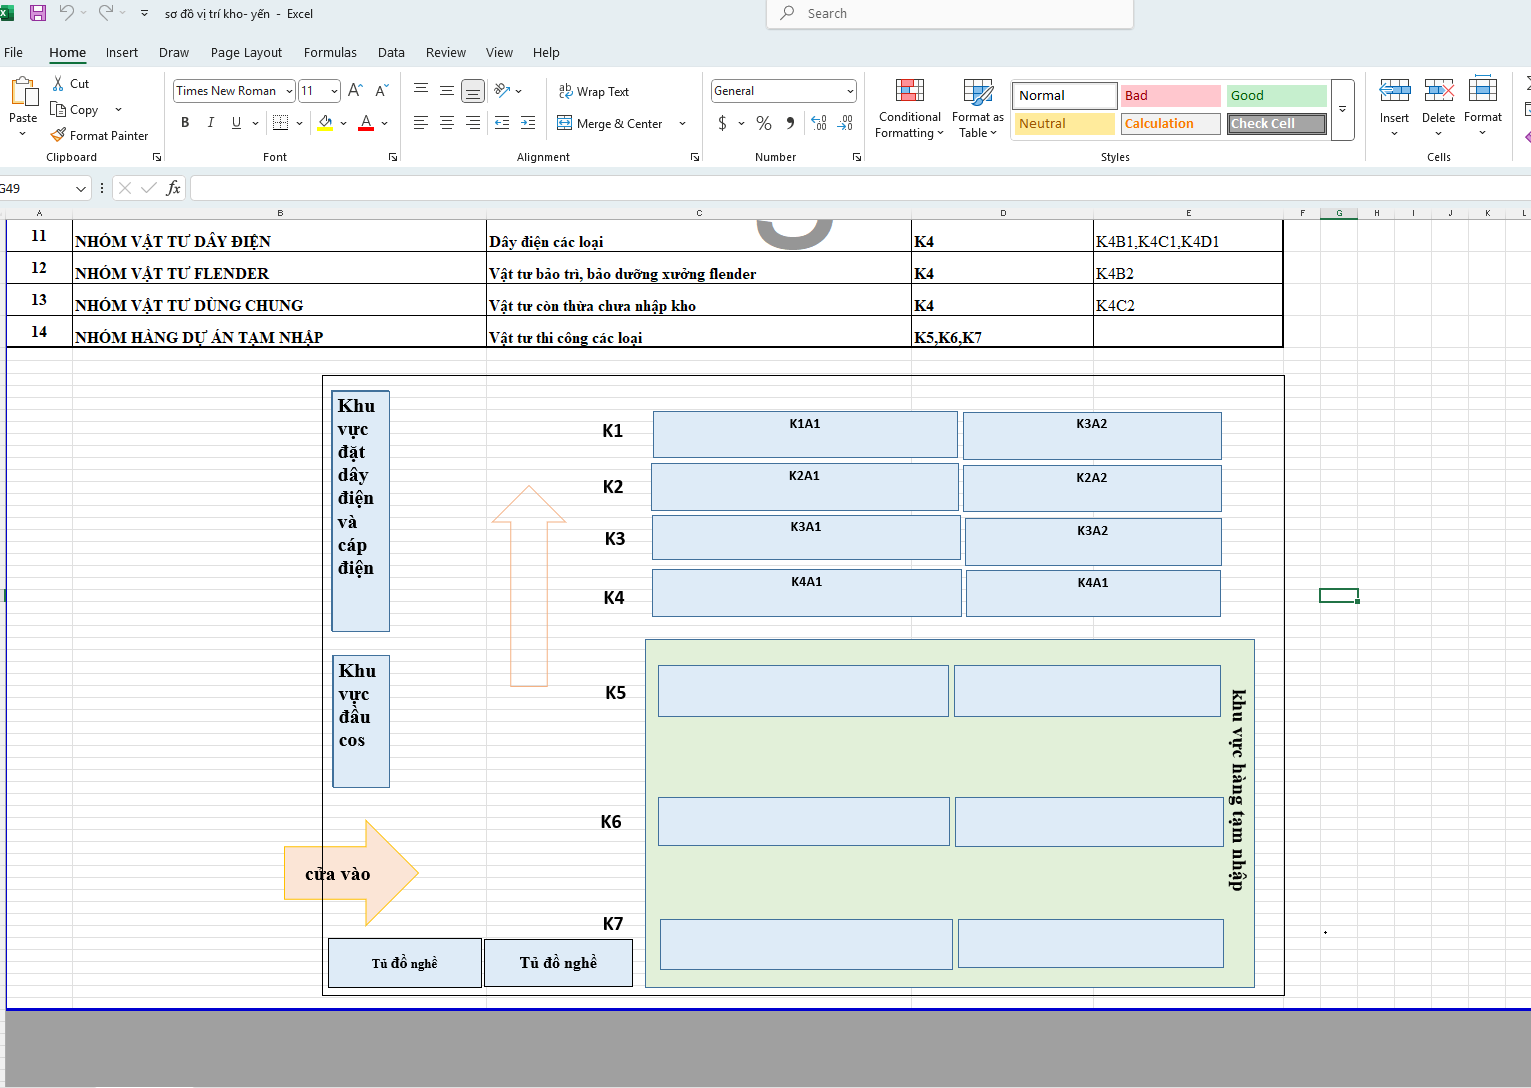 sơ đồ vị trí kho- yến - Excel
Search
File Home Insert Draw Page Layout Formulas Data Review View Help
Paste
Cut
Copy
Format Painter
Clipboard
Times New Roman 11
B I U
Font
Wrap Text
Merge & Center
Alignment
General
$ % 9
Number
Conditional Formatting
Format as Table
Normal Bad Good
Neutral Calculation Check Cell
Styles
Insert Delete Format
Cells
G49
fx
A B C D E F G H I J K L
11 NHÓM VẬT TƯ DÂY ĐIỆN Dây điện các loại K4 K4B1,K4C1,K4D1
12 NHÓM VẬT TƯ FLENDER Vật tư bảo trì, bảo dưỡng xưởng flender K4 K4B2
13 NHÓM VẬT TƯ DÙNG CHUNG Vật tư còn thừa chưa nhập kho K4 K4C2
14 NHÓM HÀNG DỰ ÁN TẠM NHẬP Vật tư thi công các loại K5,K6,K7
Khu
vực
đặt
dây
điện
và
cáp
điện
K1 K1A1 K3A2
K2 K2A1 K2A2
K3 K3A1 K3A2
K4 K4A1 K4A1
Khu
vực
đầu
cos
K5
khu vực hàng tạm nhập
K6
cửa vào
K7
Tủ đồ nghề Tủ đồ nghề